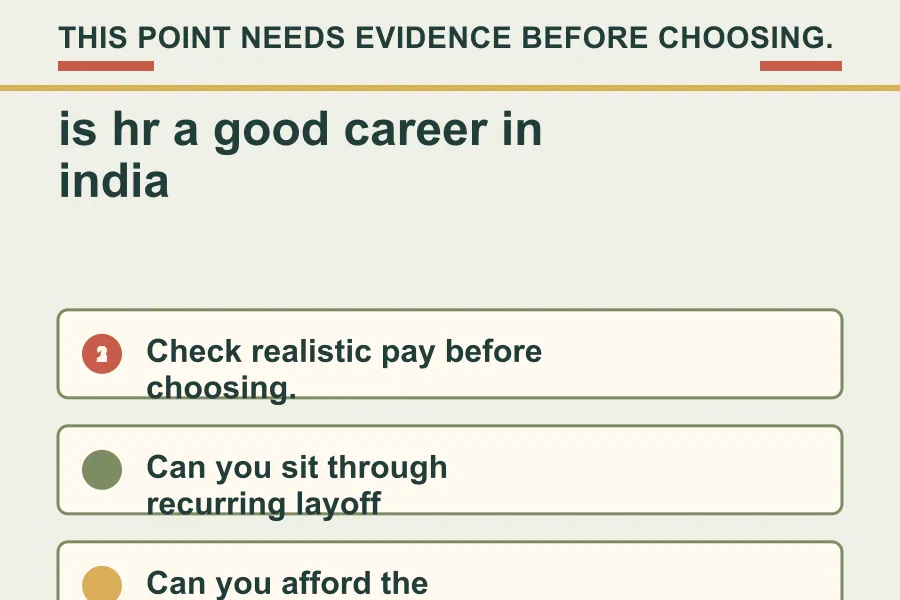 THIS POINT NEEDS EVIDENCE BEFORE CHOOSING.
is hr a good career in
india
Check realistic pay before
choosing.
Can you sit through
recurring layoff
Can you afford the